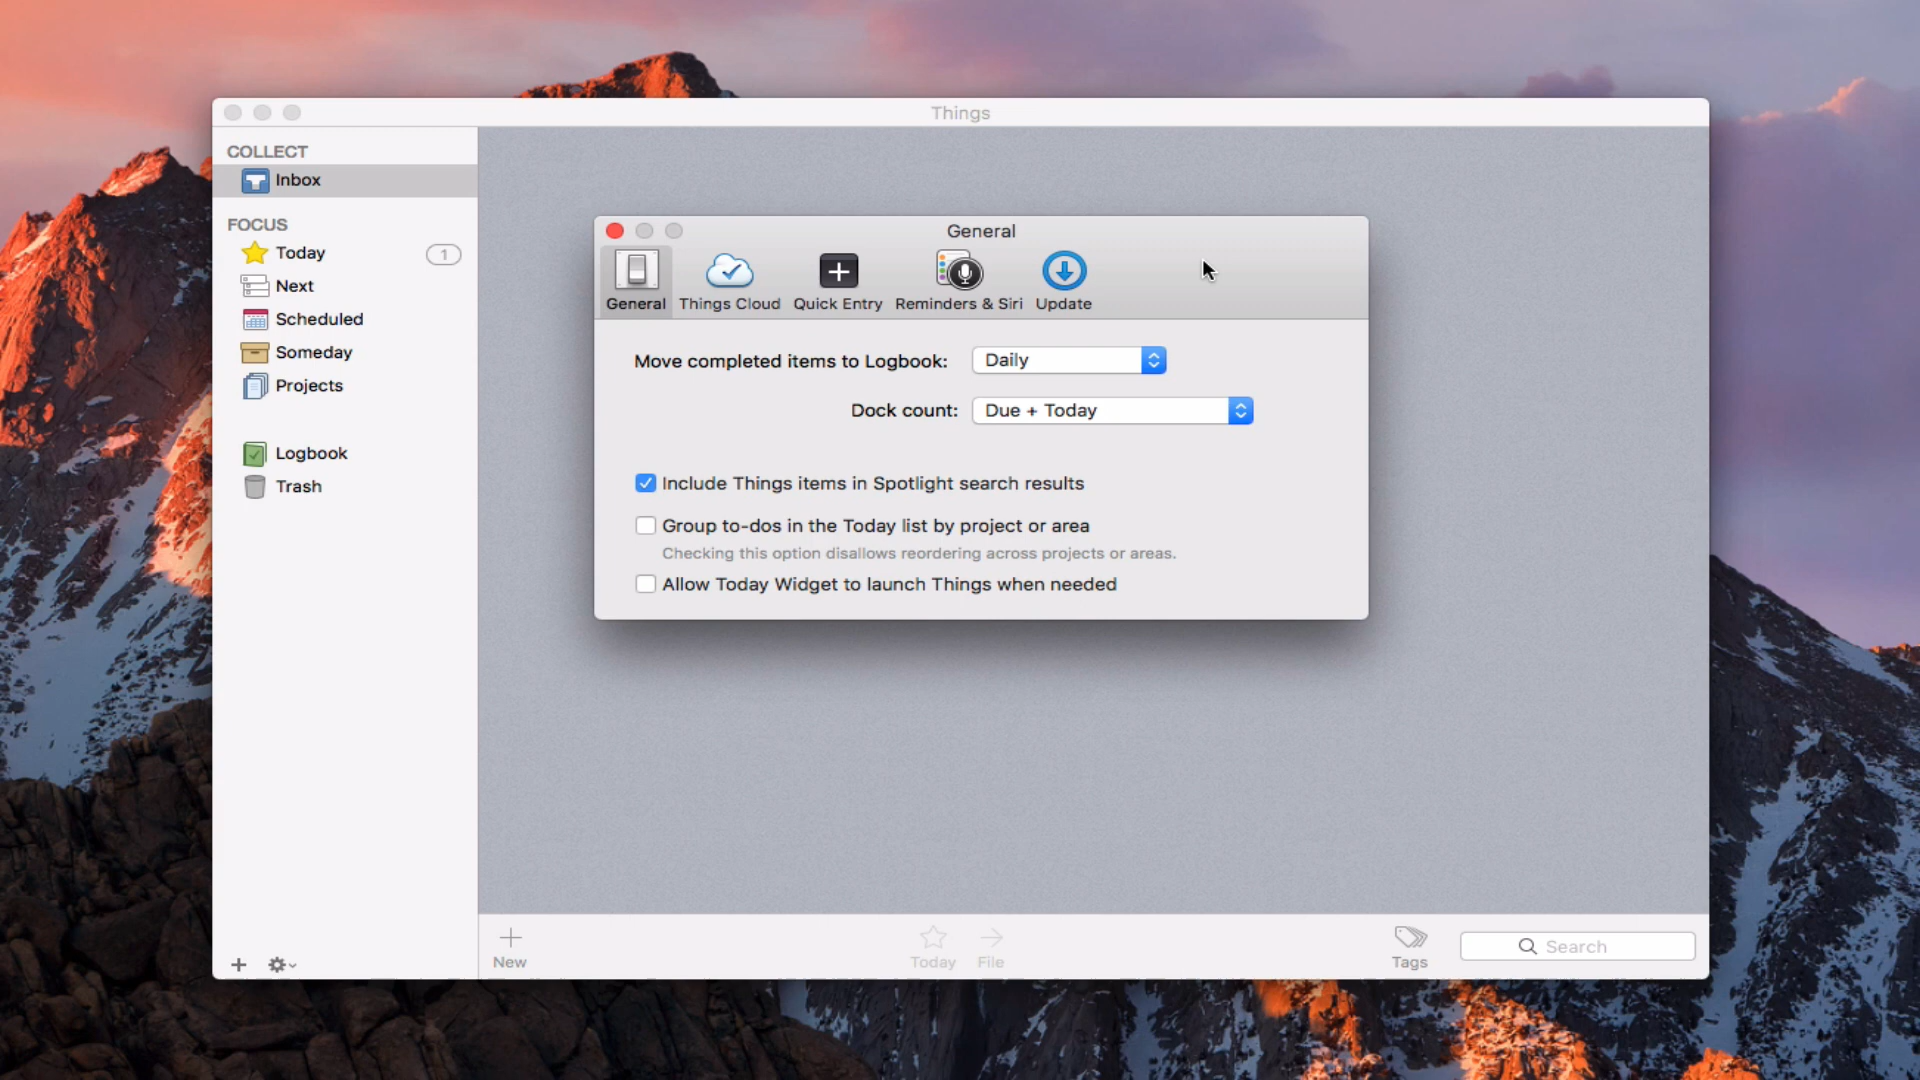 Things
COLLECT
Inbox
FOCUS
Today 1
Next
Scheduled
Someday
Projects
Logbook
Trash
General
General Things Cloud Quick Entry Reminders & Siri Update
Move completed items to Logbook: Daily
Dock count: Due + Today
Include Things items in Spotlight search results
Group to-dos in the Today list by project or area
Checking this option disallows reordering across projects or areas.
Allow Today Widget to launch Things when needed
New Today File Tags Search